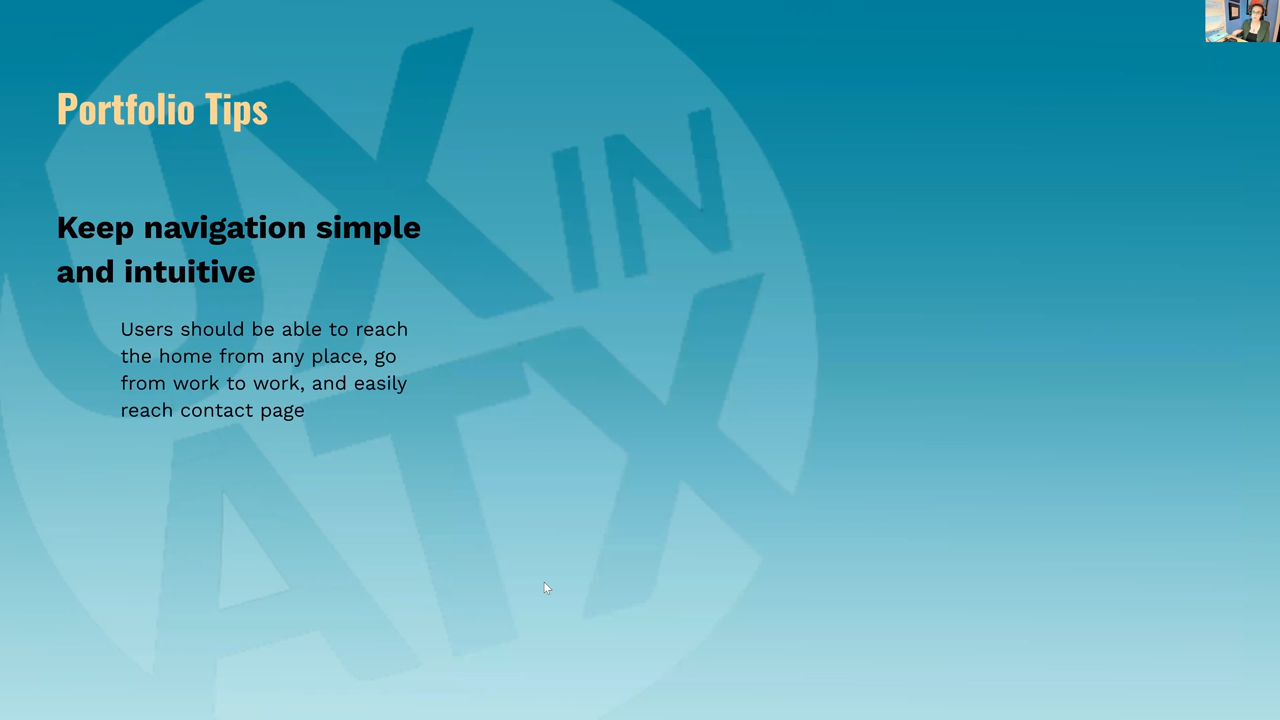 Portfolio Tips
UX IN
ATX
Keep navigation simple
and intuitive
Users should be able to reach
the home from any place, go
from work to work, and easily
reach contact page